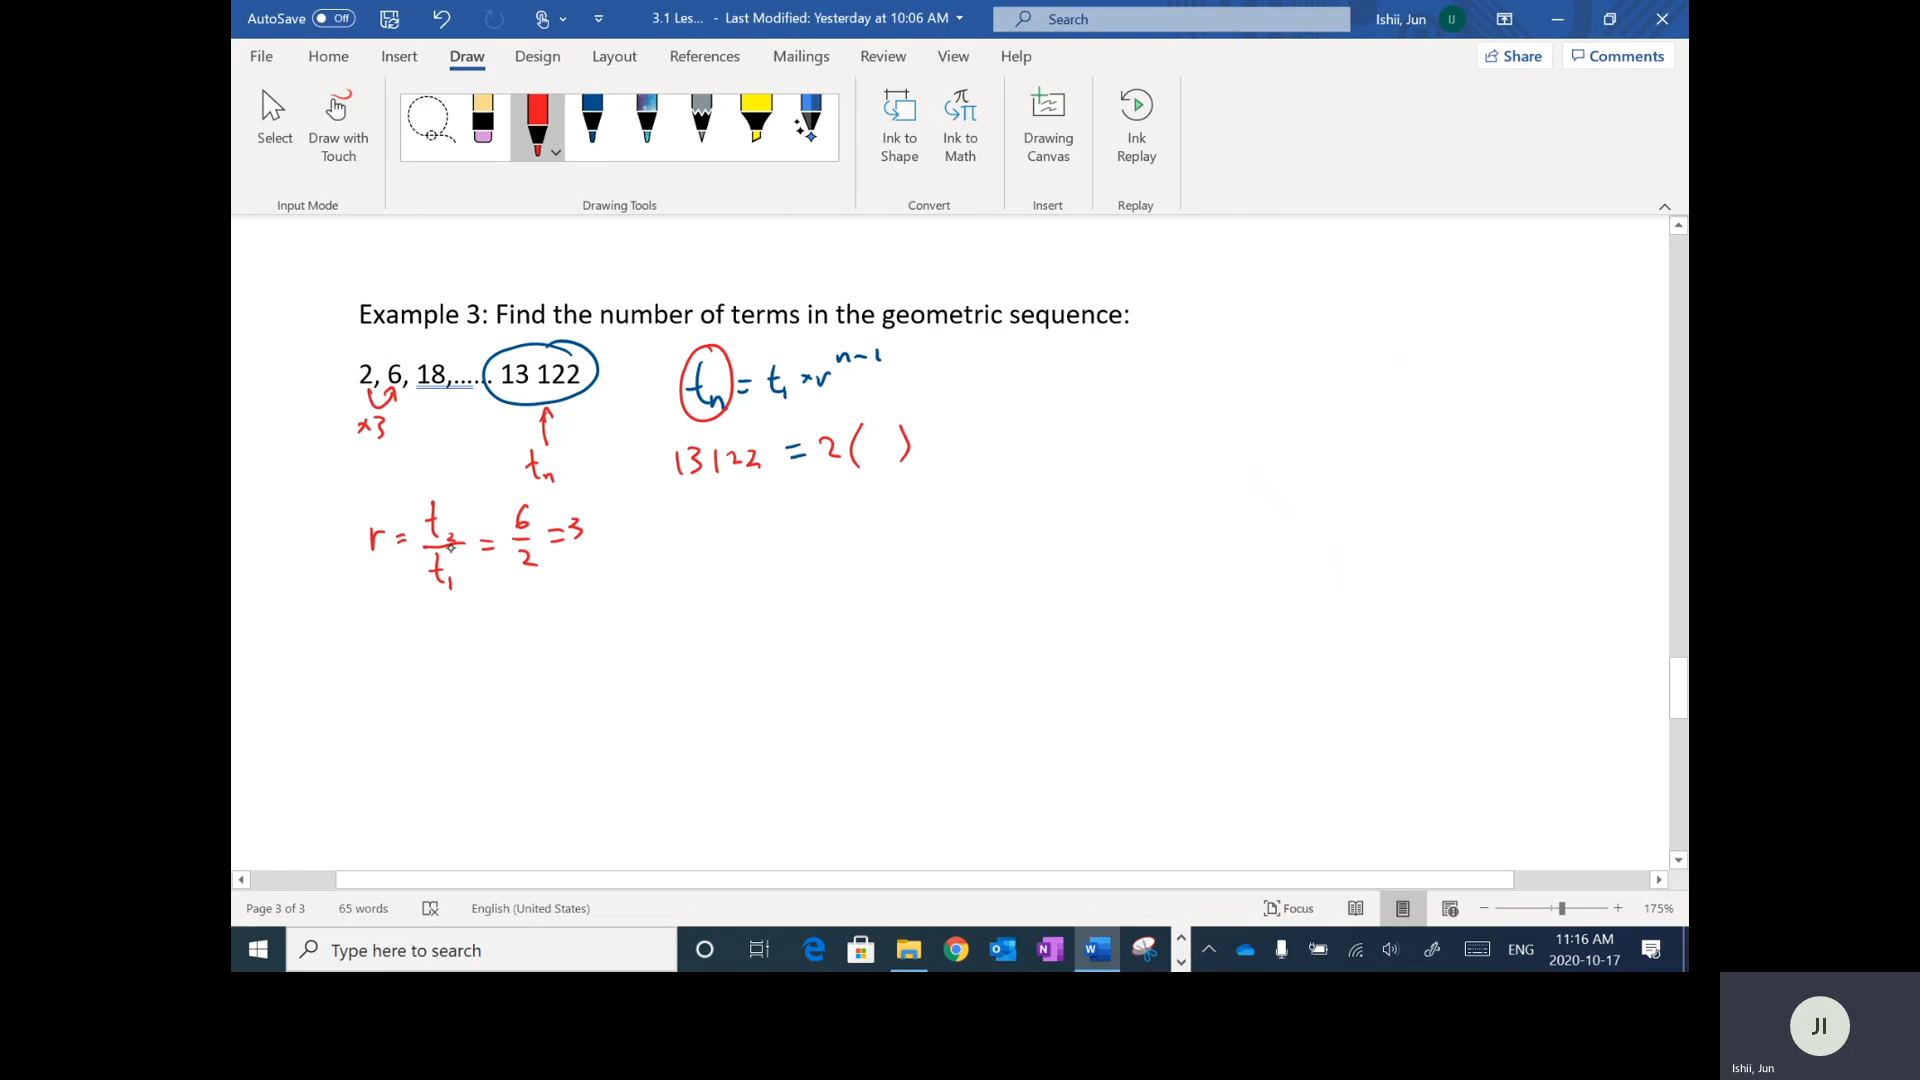 AutoSave Off 3.1 Les... - Last Modified: Yesterday at 10:06 AM Search Ishii, Jun IJ
File Home Insert Draw Design Layout References Mailings Review View Help Share Comments
Select
Draw with Touch
Ink to Shape
Ink to Math
Drawing Canvas
Ink Replay
Input Mode Drawing Tools Convert Insert Replay
Example 3: Find the number of terms in the geometric sequence:
2, 6, 18,...... 13 122
×3
tₙ
tₙ = t₁ × r^(n-1)
13122 = 2( )
r = t₂/t₁ = 6/2 = 3
Page 3 of 3 65 words English (United States) Focus 175%
Type here to search ENG 11:16 AM
2020-10-17
JI
Ishii, Jun